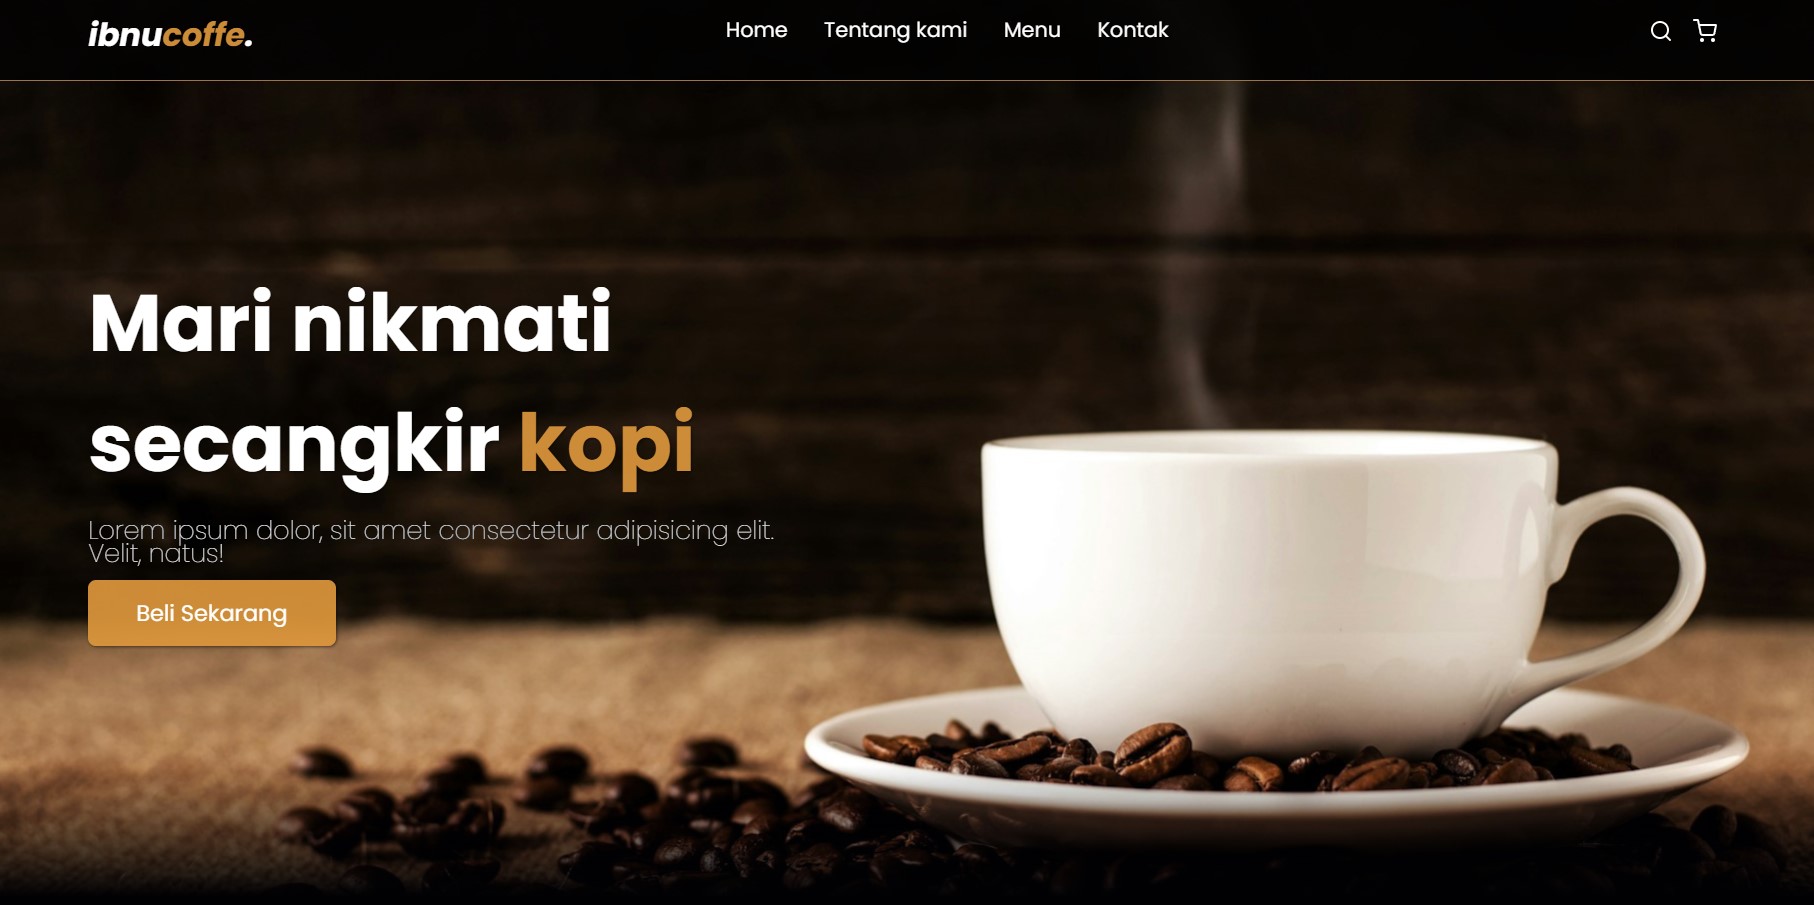 ibnucoffe.
Home
Tentang kami
Menu
Kontak
Mari nikmati
secangkir kopi
Lorem ipsum dolor, sit amet consectetur adipisicing elit.
Velit, natus!
Beli Sekarang